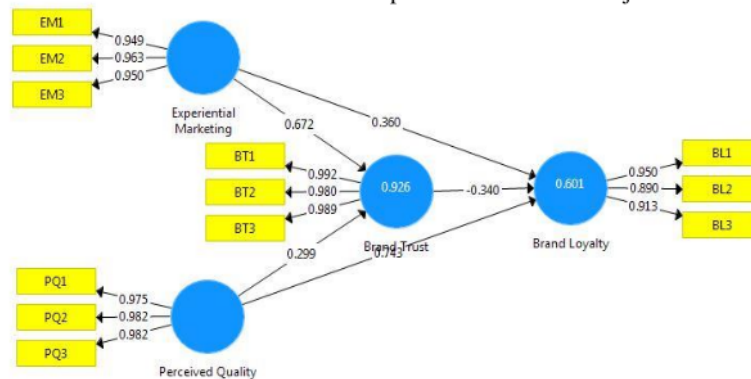 EM1
0.949
EM2
0.963
EM3
0.950
Experiential
Marketing
0.672
0.360
BT1
0.992
BT2
0.980
BT3
0.989
0.926
Brand Trust
-0.340
0.601
Brand Loyalty
0.950
BL1
0.890
BL2
0.913
BL3
0.299
0.743
PQ1
0.975
PQ2
0.982
PQ3
0.982
Perceived Quality